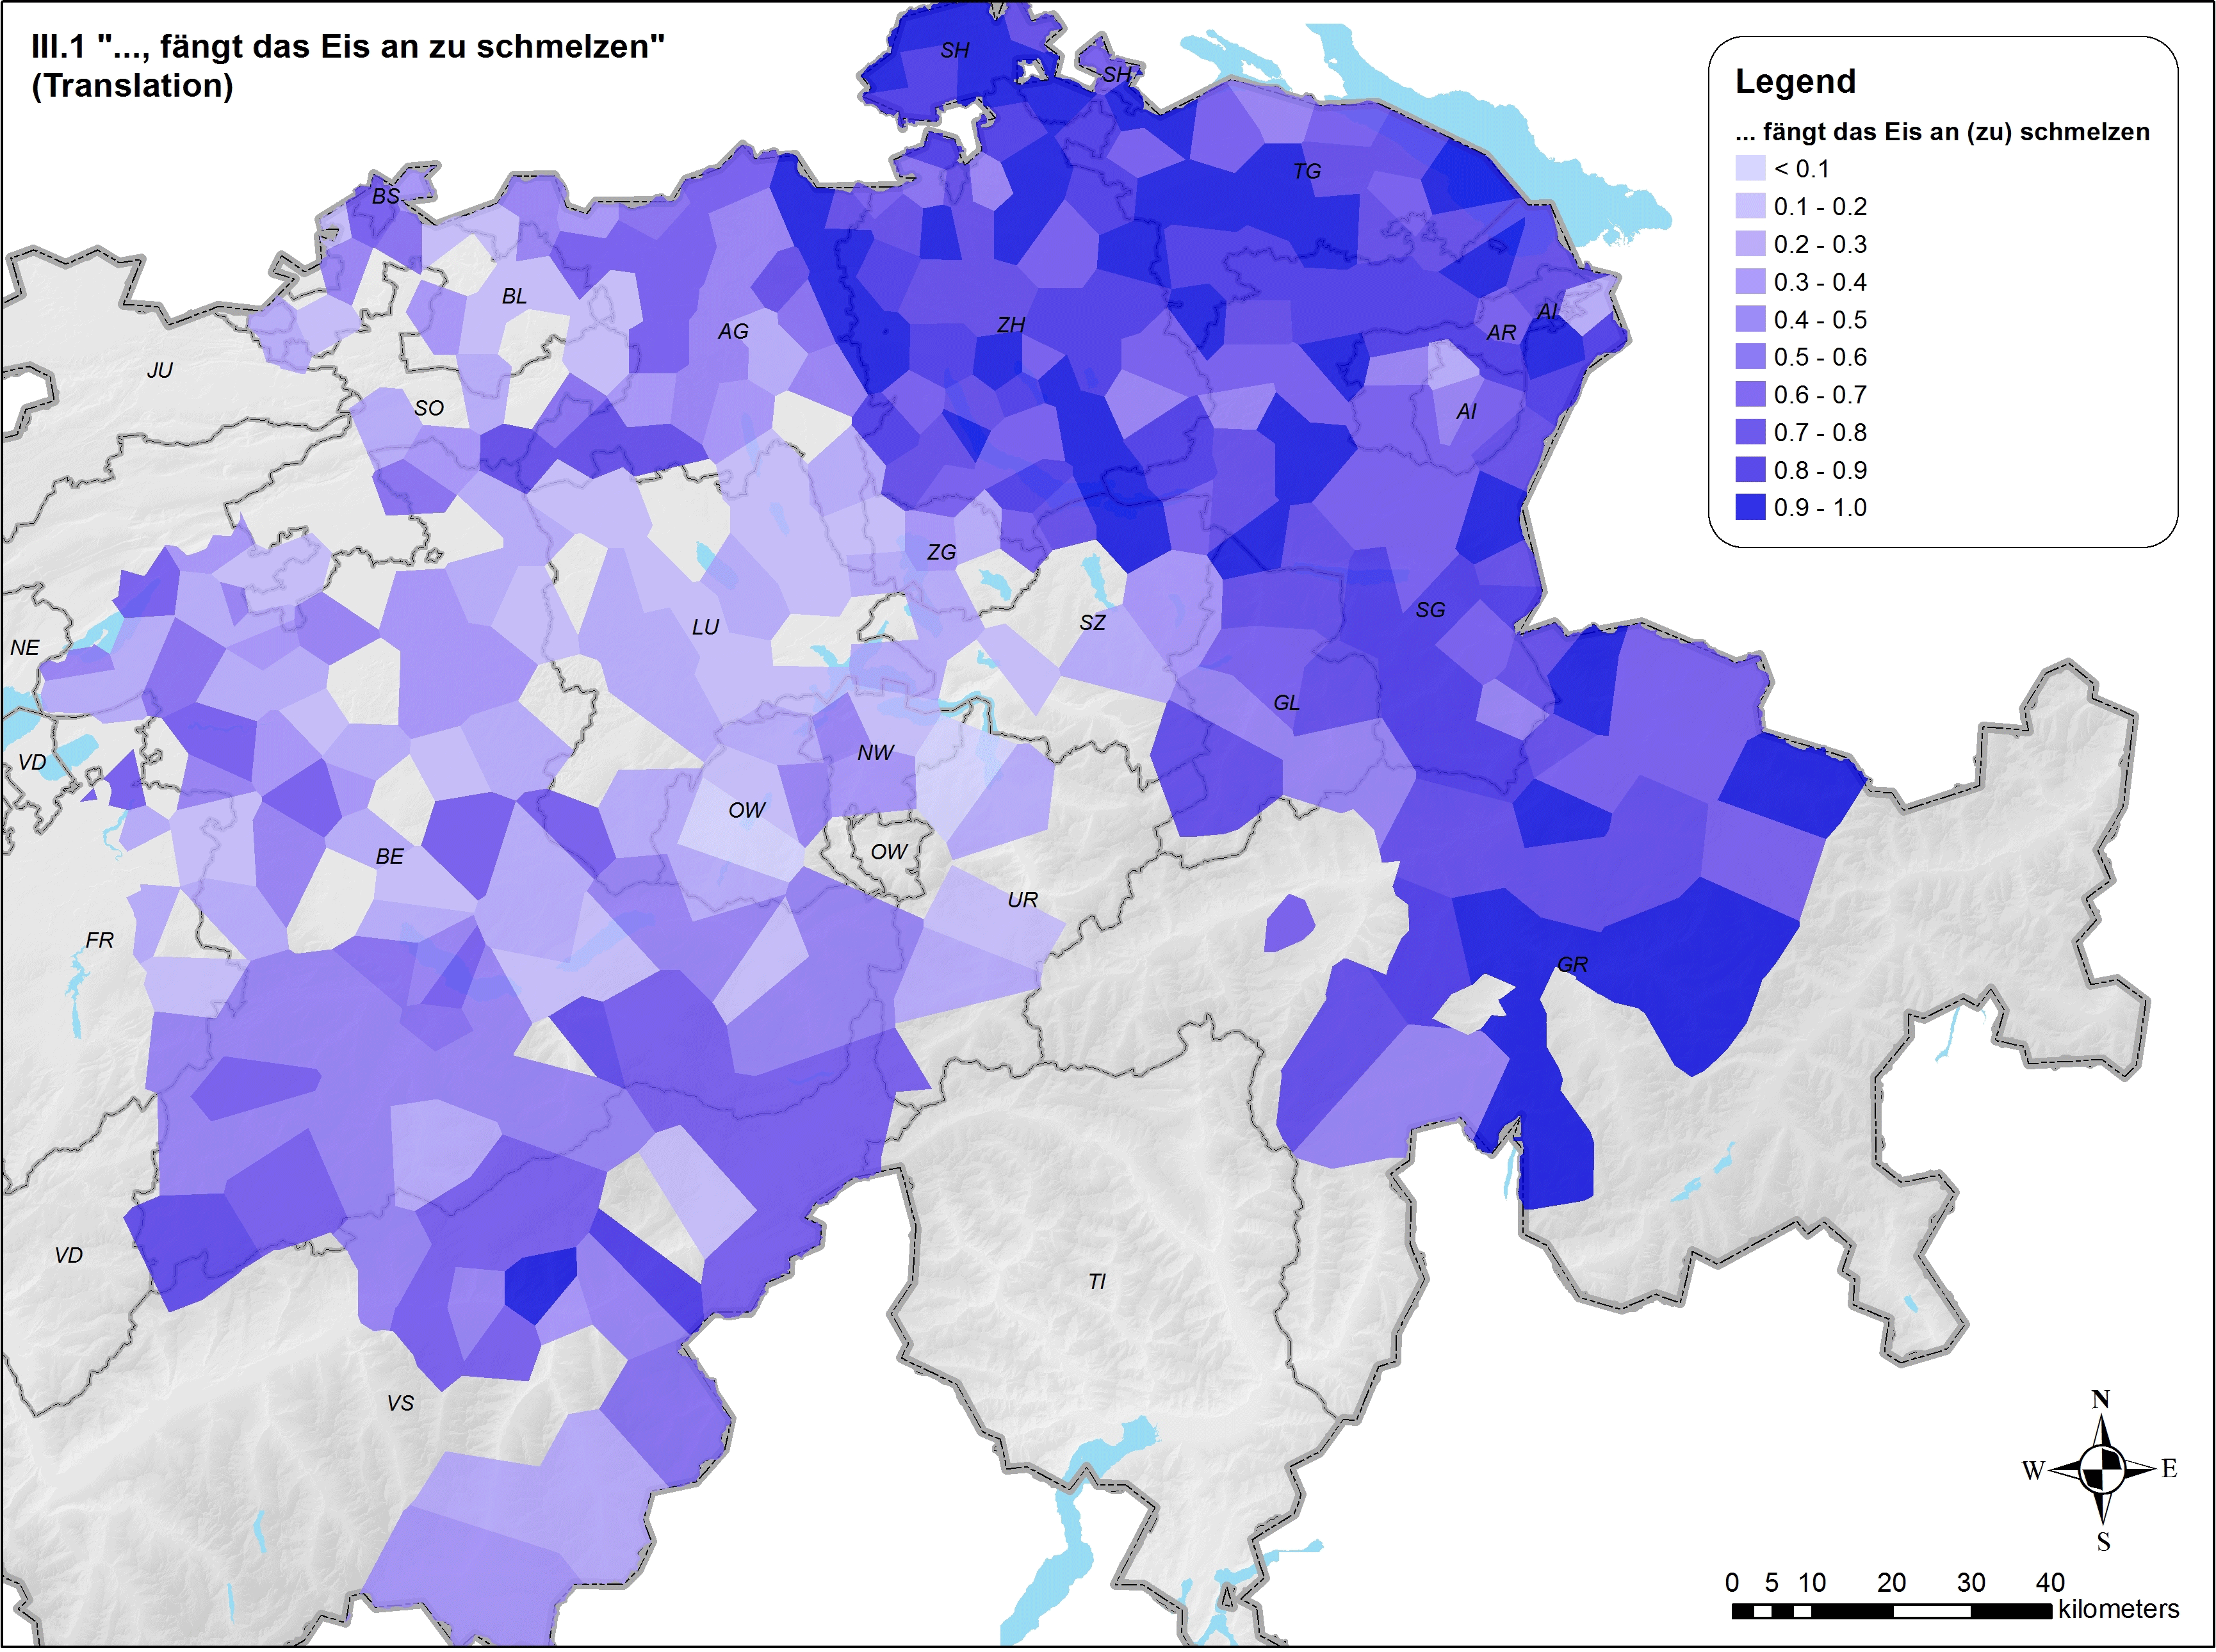 III.1 "..., fängt das Eis an zu schmelzen"
(Translation)
Legend
... fängt das Eis an (zu) schmelzen
< 0.1
0.1 - 0.2
0.2 - 0.3
0.3 - 0.4
0.4 - 0.5
0.5 - 0.6
0.6 - 0.7
0.7 - 0.8
0.8 - 0.9
0.9 - 1.0
SH
SH
TG
BS
BL
AG
ZH
AR
AI
JU
SO
AI
ZG
NE
LU
SZ
SG
GL
VD
NW
OW
BE
OW
UR
FR
GR
VD
TI
VS
N
W
E
S
0 5 10 20 30 40
kilometers